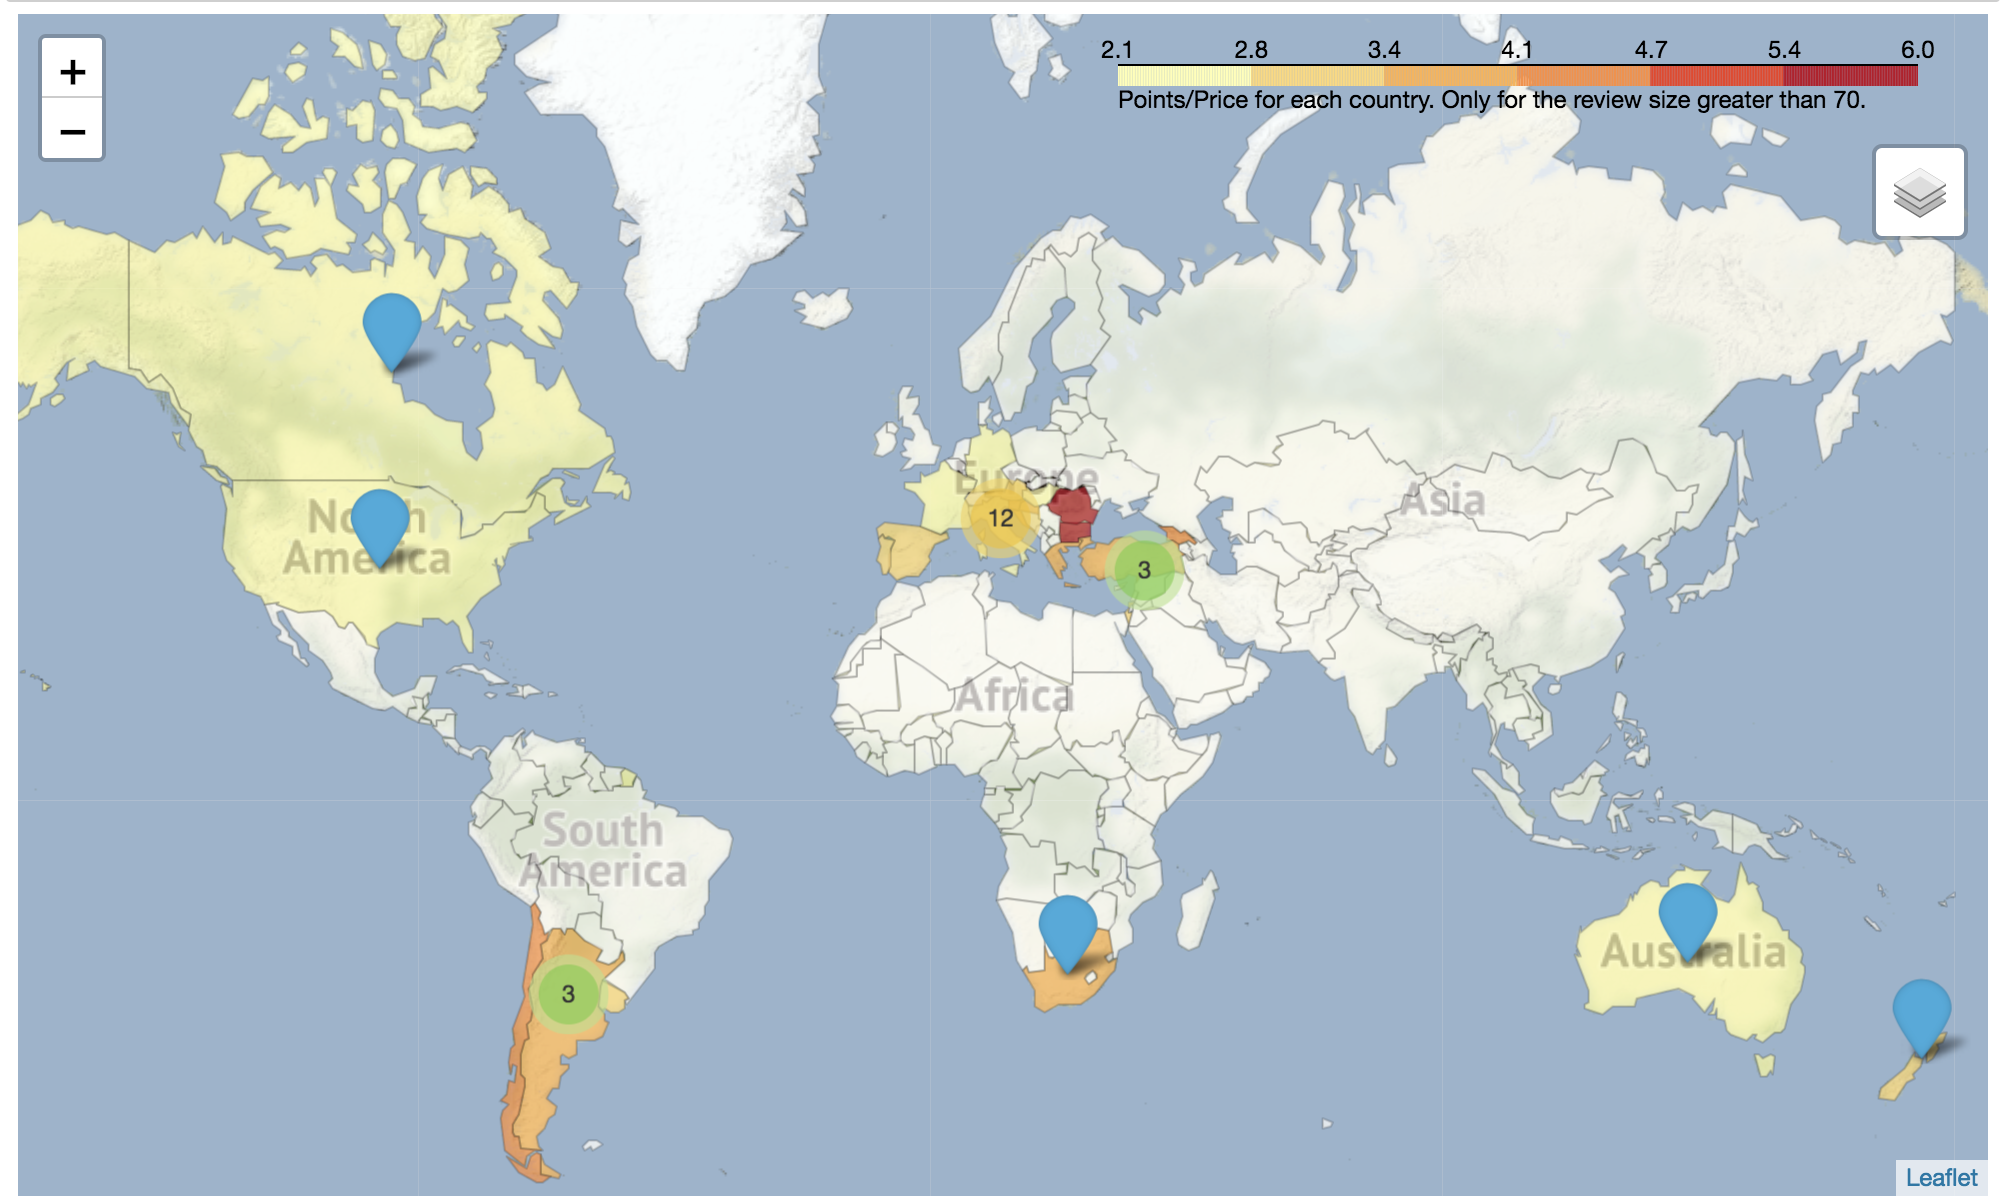 +
−
2.1 2.8 3.4 4.1 4.7 5.4 6.0
Points/Price for each country. Only for the review size greater than 70.
Europe
North
America
Asia
12
3
Africa
South
America
Australia
3
Leaflet